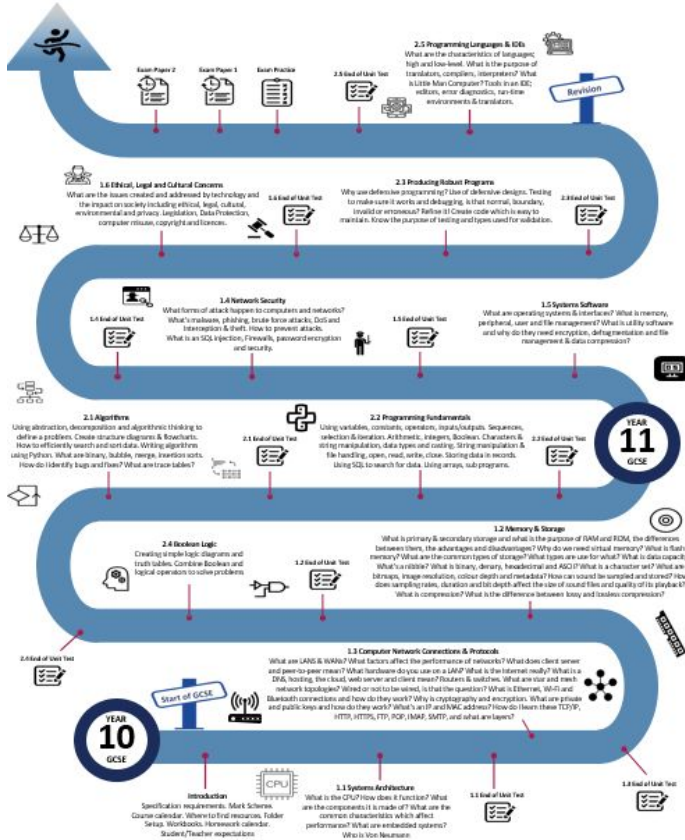 Exam Paper 2
Exam Paper 1
Exam Practice
2.5 End of Unit Test
2.5 Programming Languages & IDEs
What are the characteristics of languages;
high and low-level. What is the purpose of
translators, compilers, interpreters? What
is Little Man Computer? Tools in an IDE;
editors, error diagnostics, run-time
environments & translators.
Revision
1.6 Ethical, Legal and Cultural Concerns
What are the issues created and addressed by technology and
the impact on society including ethical, legal, cultural,
environmental and privacy. Legislation, Data Protection,
computer misuse, copyright and licences.
1.6 End of Unit Test
2.3 Producing Robust Programs
Why use defensive programming? Use of defensive designs. Testing
to make sure it works and debugging, is that normal, boundary,
invalid or erroneous? Refine it! Create code which is easy to
maintain. Know the purpose of testing and types used for validation.
2.3 End of Unit Test
1.4 End of Unit Test
1.4 Network Security
What forms of attack happen to computers and networks?
What's malware, phishing, brute force attacks, DoS and
Interception & theft. How to prevent attacks.
What is an SQL injection, Firewalls, password encryption
and security.
1.5 End of Unit Test
1.5 Systems Software
What are operating systems & interfaces? What is memory,
peripheral, user and file management? What is utility software
and why do they need encryption, defragmentation and file
management & data compression?
2.1 Algorithms
Using abstraction, decomposition and algorithmic thinking to
define a problem. Create structure diagrams & flowcharts.
How to efficiently search and sort data. Writing algorithms
using Python. What are binary, bubble, merge, insertion sorts.
How do I identify bugs and fixes? What are trace tables?
2.1 End of Unit Test
2.2 Programming Fundamentals
Using variables, constants, operators, inputs/outputs. Sequences,
selection & iteration. Arithmetic, integers, Boolean. Characters &
string manipulation, data types and casting. String manipulation &
file handling, open, read, write, close. Storing data in records.
Using SQL to search for data. Using arrays, sub programs.
2.2 End of Unit Test
YEAR
11
GCSE
2.4 Boolean Logic
Creating simple logic diagrams and
truth tables. Combine Boolean and
logical operators to solve problems
1.2 End of Unit Test
1.2 Memory & Storage
What is primary & secondary storage and what is the purpose of RAM and ROM, the differences
between them, the advantages and disadvantages? Why do we need virtual memory? What is flash
memory? What are the common types of storage? What types are use for what? What is data capacity
What's a nibble? What is binary, denary, hexadecimal and ASCII? What is a character set? What are
bitmaps, image resolution, colour depth and metadata? How can sound be sampled and stored? How
does sampling rates, duration and bit depth affect the size of sound files and quality of its playback?
What is compression? What is the difference between lossy and lossless compression?
2.4 End of Unit Test
1.3 Computer Network Connections & Protocols
What are LANS & WANs? What factors affect the performance of networks? What does client server
and peer-to-peer mean? What hardware do you use on a LAN? What is the Internet really? What is a
DNS, hosting, the cloud, web server and client mean? Routers & switches. What are star and mesh
network topologies? Wired or not to be wired, is that the question? What is Ethernet, Wi-Fi and
Bluetooth connections and how do they work? Why is cryptography and encryption. What are private
and public keys and how do they work? What's an IP and MAC address? How do I learn these TCP/IP,
HTTP, HTTPS, FTP, POP, IMAP, SMTP, and what are layers?
Start of GCSE
YEAR
10
GCSE
Introduction
Specification requirements. Mark Scheme.
Course calendar. Where to find resources. Folder
Setup. Workbooks. Homework calendar.
Student/Teacher expectations
CPU
1.1 Systems Architecture
What is the CPU? How does it function? What
are the components it is made of? What are the
common characteristics which affect
performance? What are embedded systems?
Who is Von Neumann
1.1 End of Unit Test
1.3 End of Unit Test